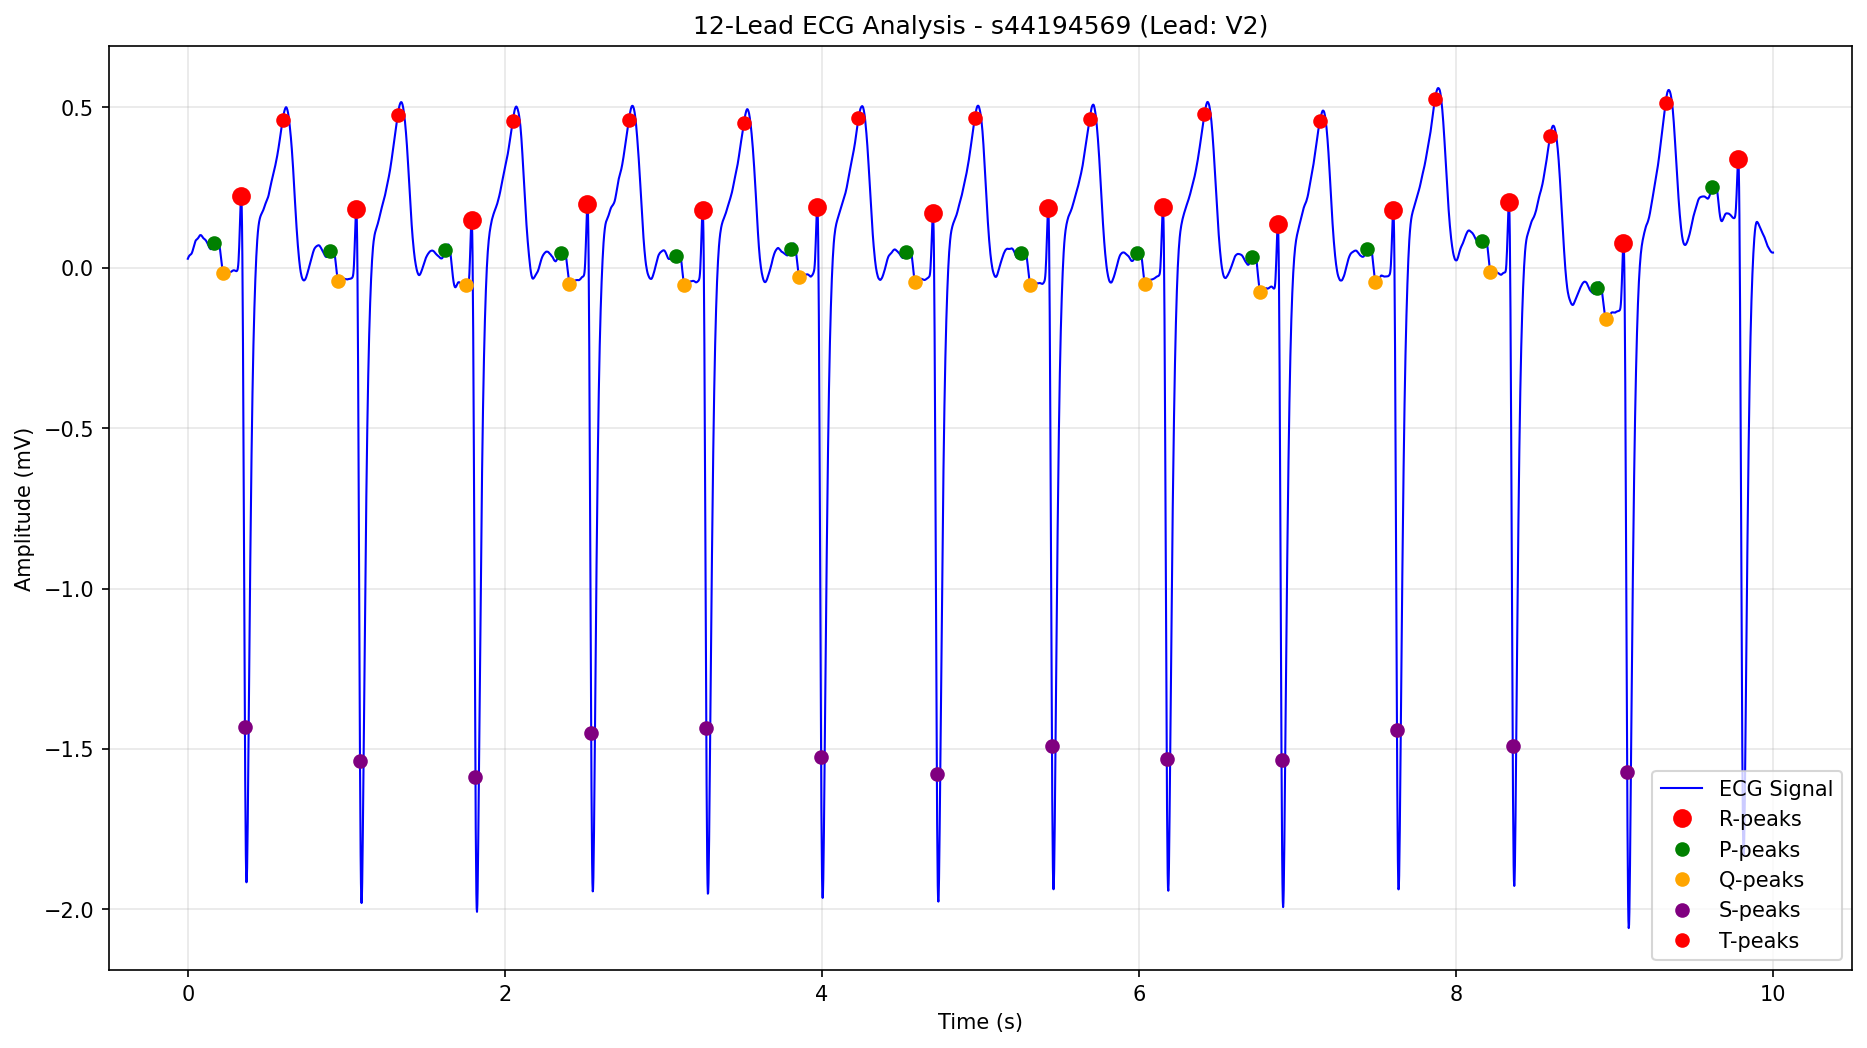 12-Lead ECG Analysis - s44194569 (Lead: V2)
Amplitude (mV)
0.5
0.0
−0.5
−1.0
−1.5
−2.0
0
2
4
6
8
10
Time (s)
ECG Signal
R-peaks
P-peaks
Q-peaks
S-peaks
T-peaks